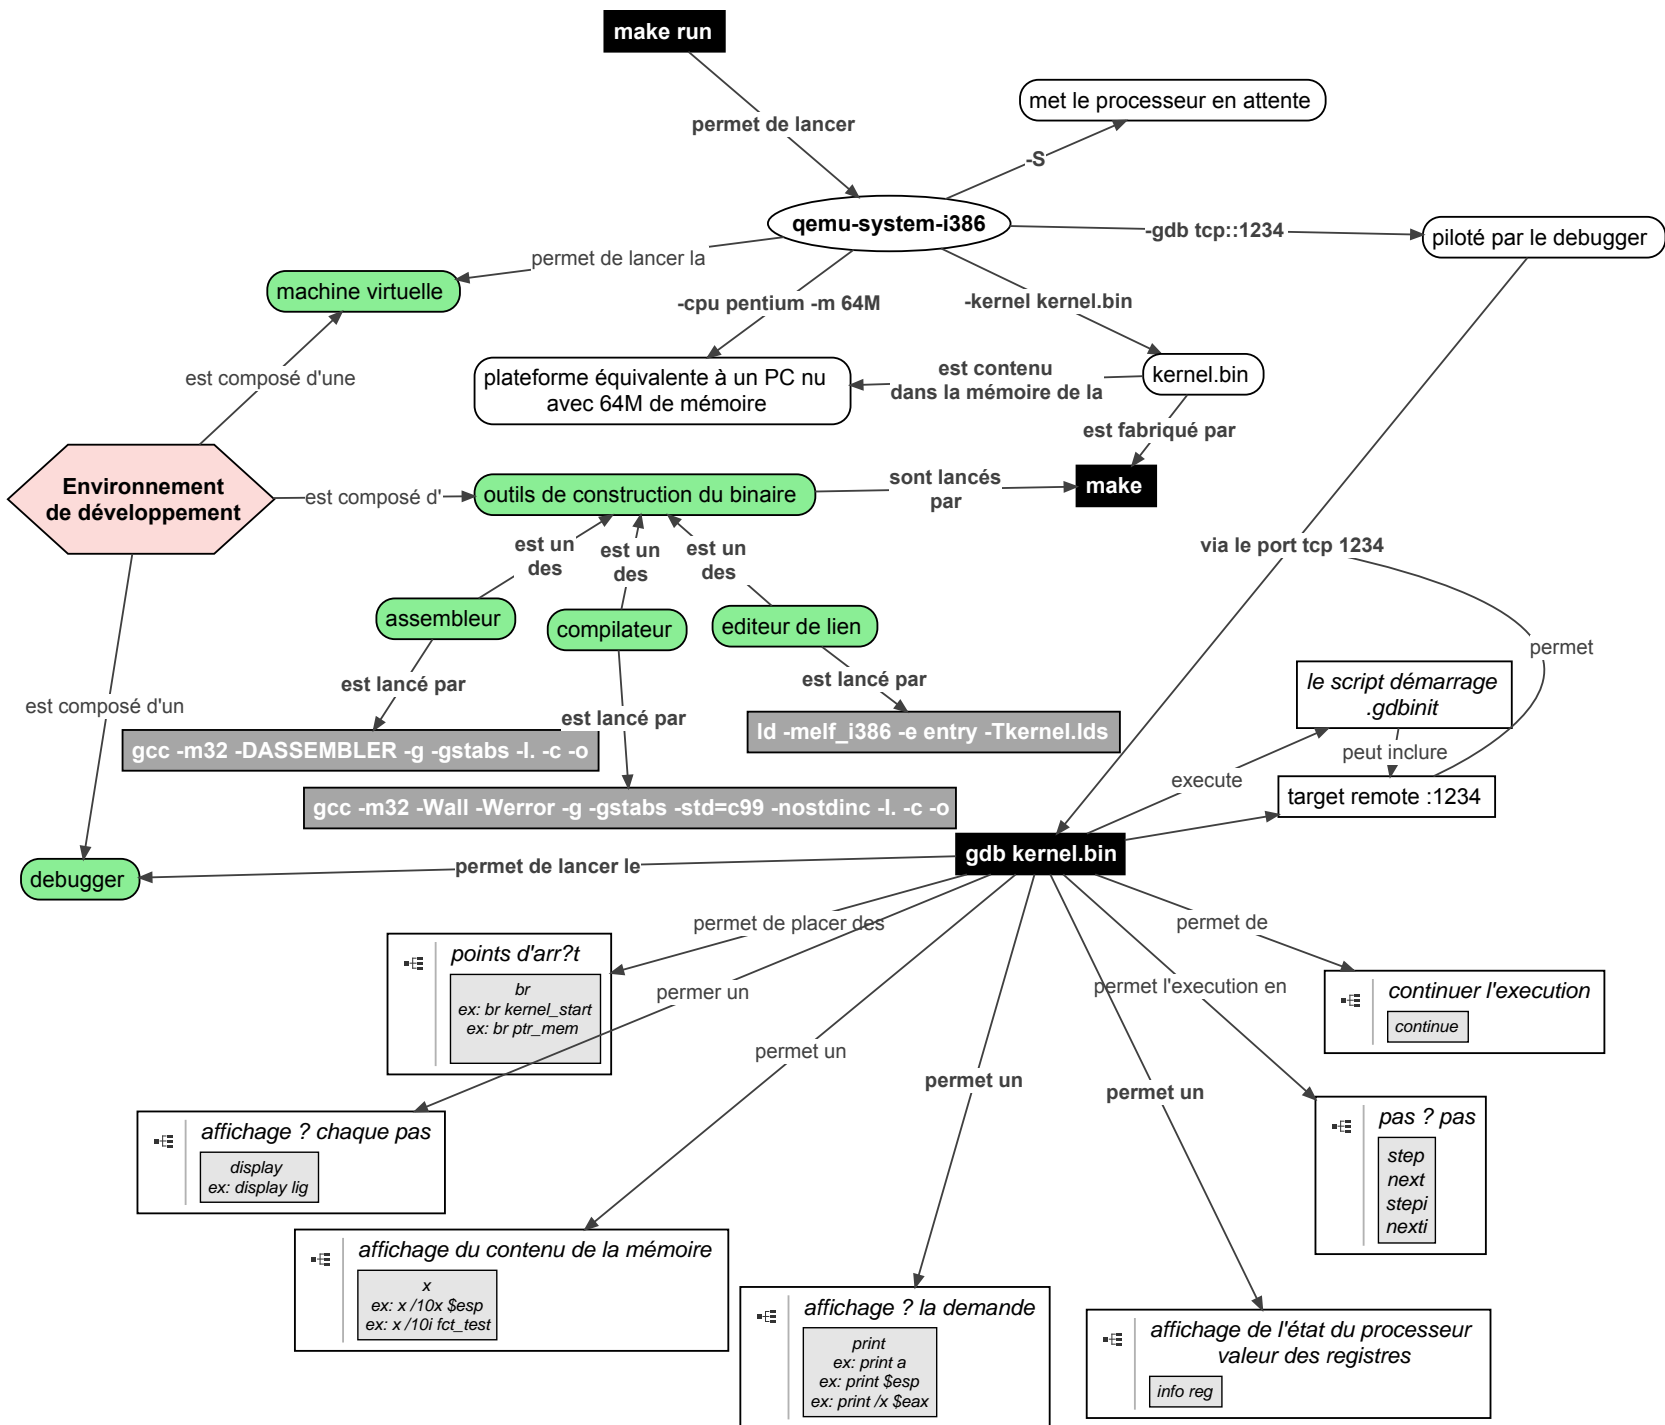 make run
met le processeur en attente
permet de lancer
-S
qemu-system-i386
-gdb tcp::1234
piloté par le debugger
permet de lancer la
machine virtuelle
-cpu pentium -m 64M
-kernel kernel.bin
est composé d'une
plateforme équivalente à un PC nu
avec 64M de mémoire
est contenu
dans la mémoire de la
kernel.bin
est fabriqué par
Environnement
de développement
est composé d'
outils de construction du binaire
sont lancés
par
make
est un
des
est un
des
est un
des
via le port tcp 1234
assembleur
compilateur
editeur de lien
permet
est lancé par
est lancé par
est lancé par
le script démarrage
.gdbinit
est composé d'un
gcc -m32 -DASSEMBLER -g -gstabs -I. -c -o
ld -melf_i386 -e entry -Tkernel.lds
peut inclure
execute
target remote :1234
gcc -m32 -Wall -Werror -g -gstabs -std=c99 -nostdinc -I. -c -o
gdb kernel.bin
permet de lancer le
debugger
permet de placer des
permet de
points d'arr?t
br
ex: br kernel_start
ex: br ptr_mem
permer un
permet l'execution en
continuer l'execution
continue
permet un
permet un
permet un
affichage ? chaque pas
display
ex: display lig
pas ? pas
step
next
stepi
nexti
affichage du contenu de la mémoire
x
ex: x /10x $esp
ex: x /10i fct_test
affichage ? la demande
print
ex: print a
ex: print $esp
ex: print /x $eax
affichage de l'état du processeur
valeur des registres
info reg